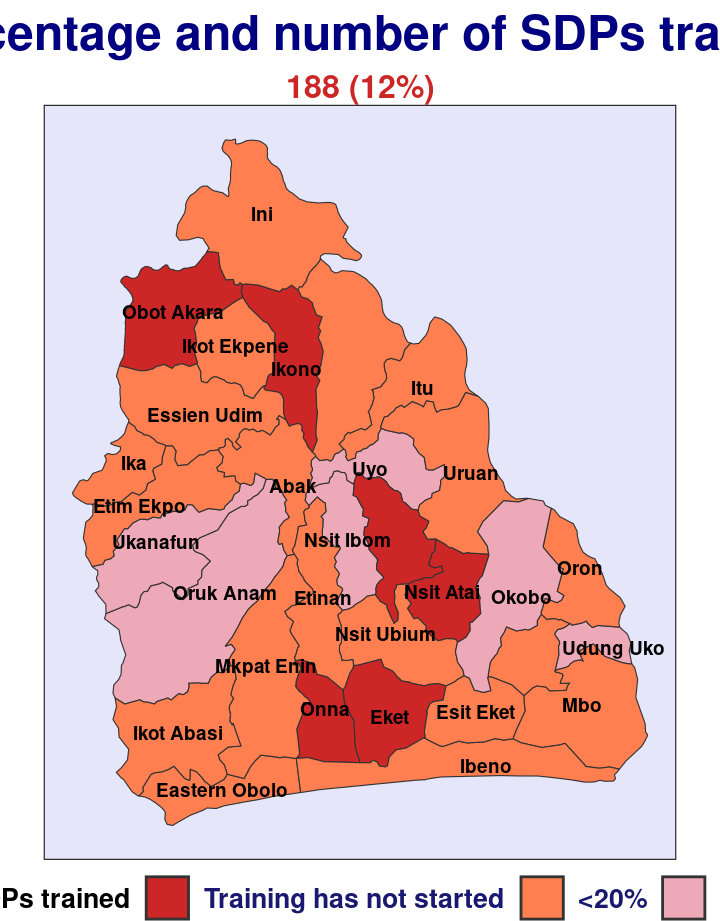 centage and number of SDPs tra
188 (12%)
Ini
Obot Akara
Ikot Ekpene
Ikono
Itu
Essien Udim
Ika
Uyo
Uruan
Abak
Etim Ekpo
Ukanafun
Nsit Ibom
Oron
Oruk Anam
Etinan
Nsit Atai
Okobo
Nsit Ubium
Udung Uko
Mkpat Enin
Onna
Eket
Esit Eket
Mbo
Ikot Abasi
Ibeno
Eastern Obolo
Ps trained Training has not started <20%